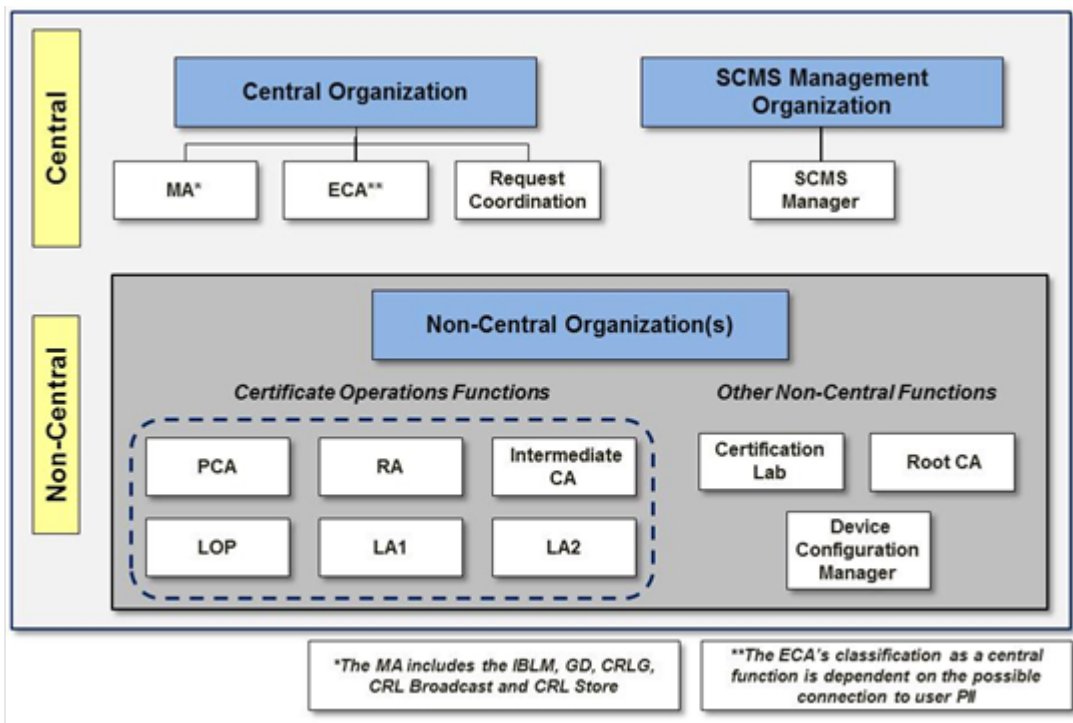 Central
Central Organization
SCMS Management
Organization
MA*
ECA**
Request
Coordination
SCMS
Manager
Non-Central
Non-Central Organization(s)
Certificate Operations Functions
Other Non-Central Functions
PCA
RA
Intermediate
CA
LOP
LA1
LA2
Certification
Lab
Root CA
Device
Configuration
Manager
*The MA includes the IBLM, GD, CRLG,
CRL Broadcast and CRL Store
**The ECA's classification as a central
function is dependent on the possible
connection to user PII